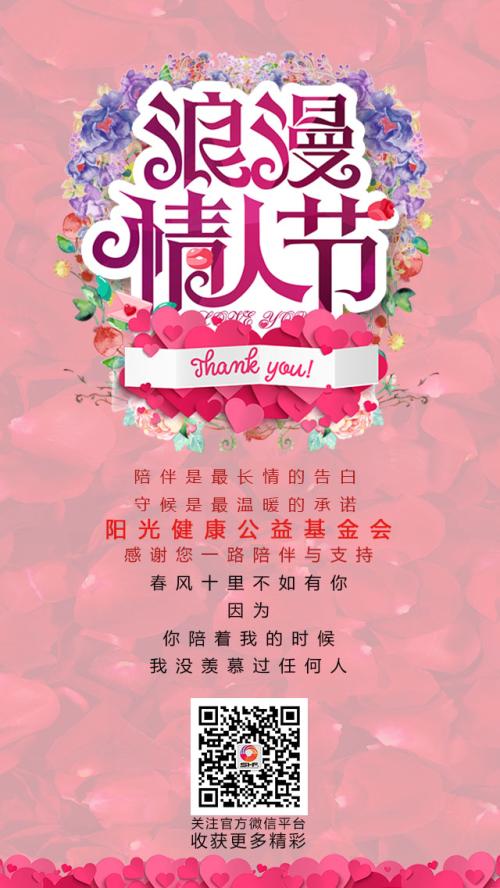 浪漫
情人节
LOVE YOU
Thank you!
陪伴是最长情的告白
守候是最温暖的承诺
阳光健康公益基金会
感谢您一路陪伴与支持
春风十里不如有你
因为
你陪着我的时候
我没羡慕过任何人
SHF
关注官方微信平台
收获更多精彩